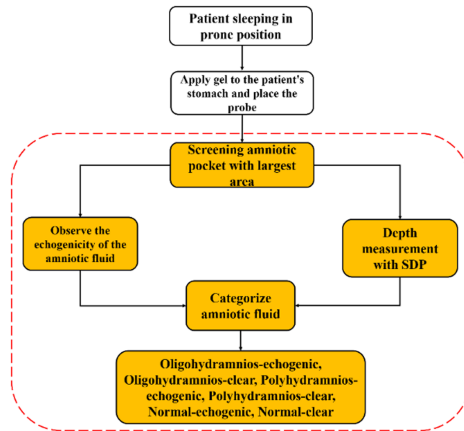 Patient sleeping in
pronc position
Apply gel to the patient's
stomach and place the
probe
Screening amniotic
pocket with largest
area
Observe the
echogenicity of the
amniotic fluid
Depth
measurement
with SDP
Categorize
amniotic fluid
Oligohydramnios-echogenic,
Oligohydramnios-clear, Polyhydramnios-
echogenic, Polyhydramnios-clear,
Normal-echogenic, Normal-clear